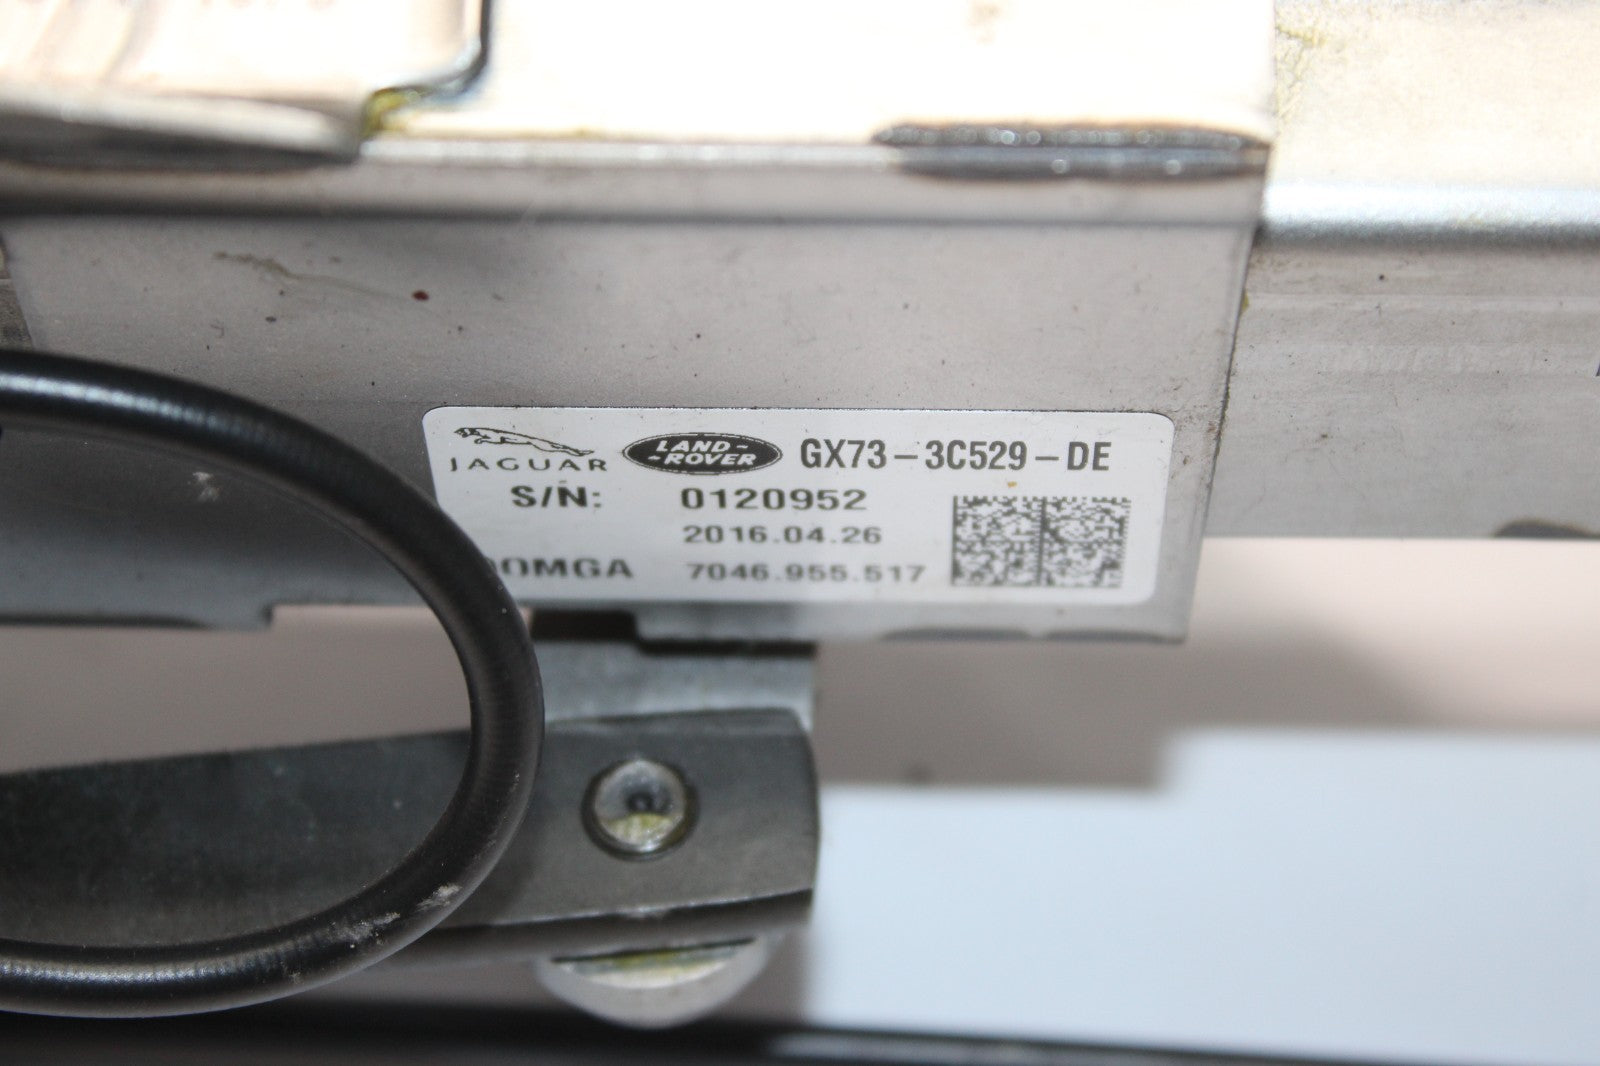 JAGUAR LAND-ROVER GX73-3C529-DE
S/N: 0120952
2016.04.26
7046.955.517